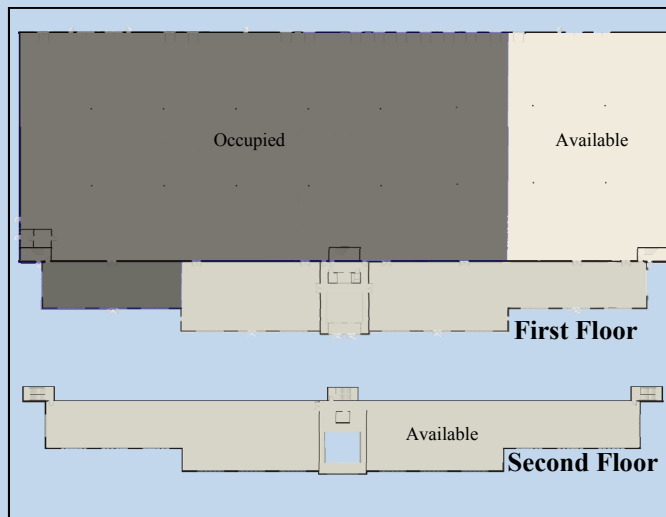 Occupied
Available
First Floor
Available
Second Floor